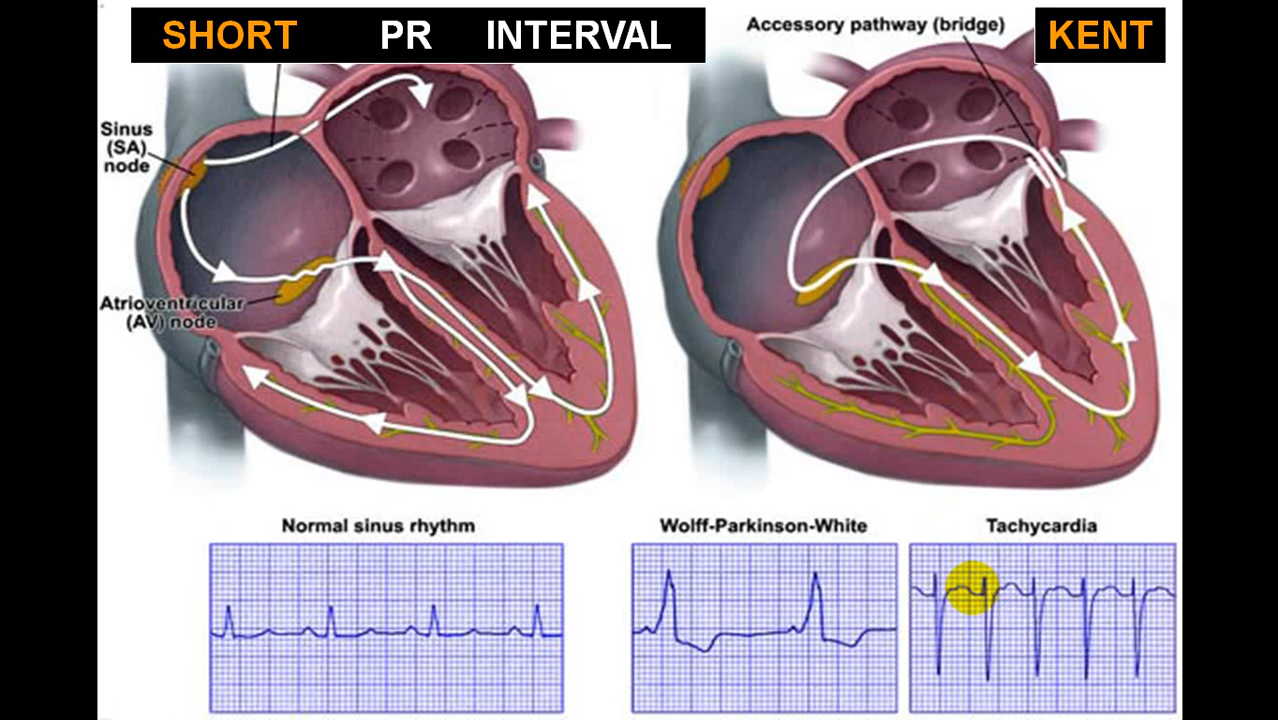 SHORT PR INTERVAL
Accessory pathway (bridge)
KENT
Sinus
(SA)
node
Atrioventricular
(AV) node
Normal sinus rhythm
Wolff-Parkinson-White
Tachycardia